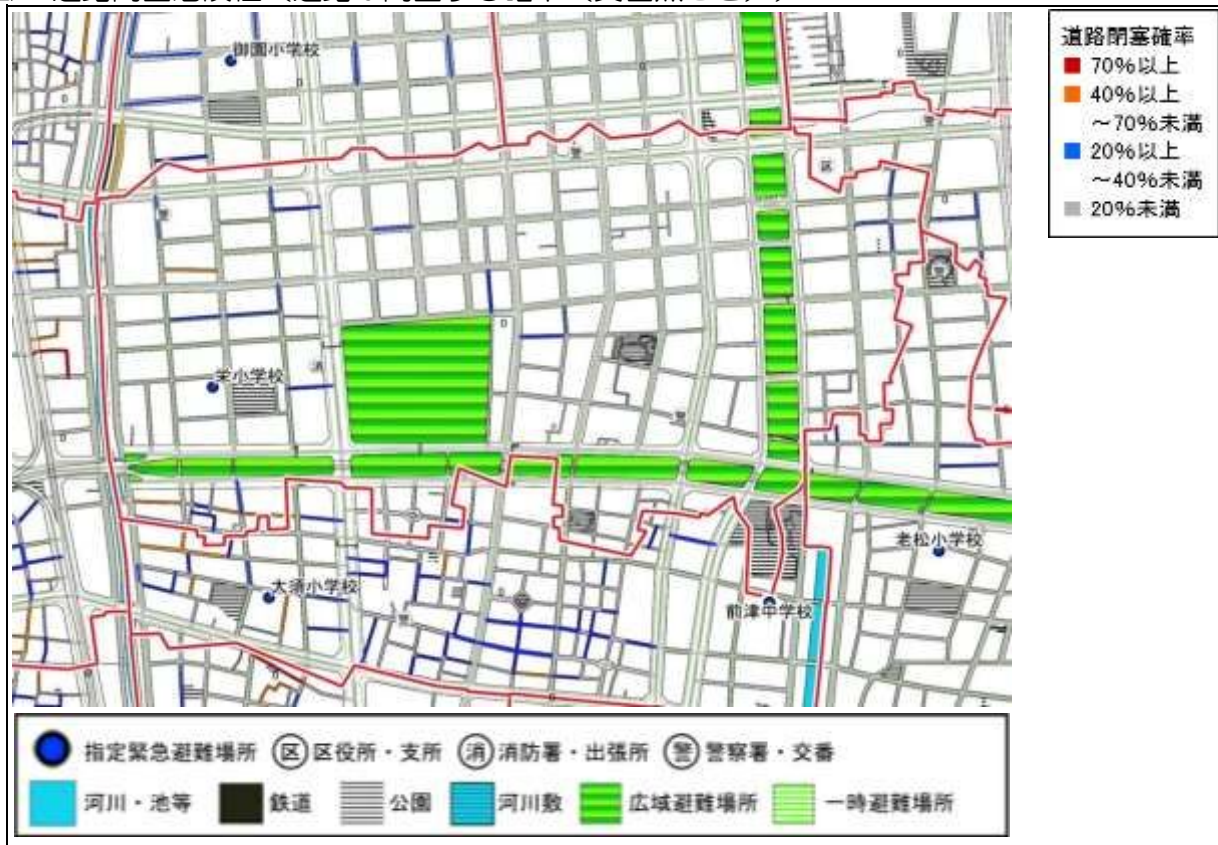 御園小学校
区
栄小学校
消
老松小学校
大須小学校
前津中学校
道路閉塞確率
70％以上
40％以上
～70％未満
20％以上
～40％未満
20％未満
指定緊急避難場所 区 区役所・支所 消 消防署・出張所 警 警察署・交番
河川・池等 鉄道 公園 河川敷 広域避難場所 一時避難場所